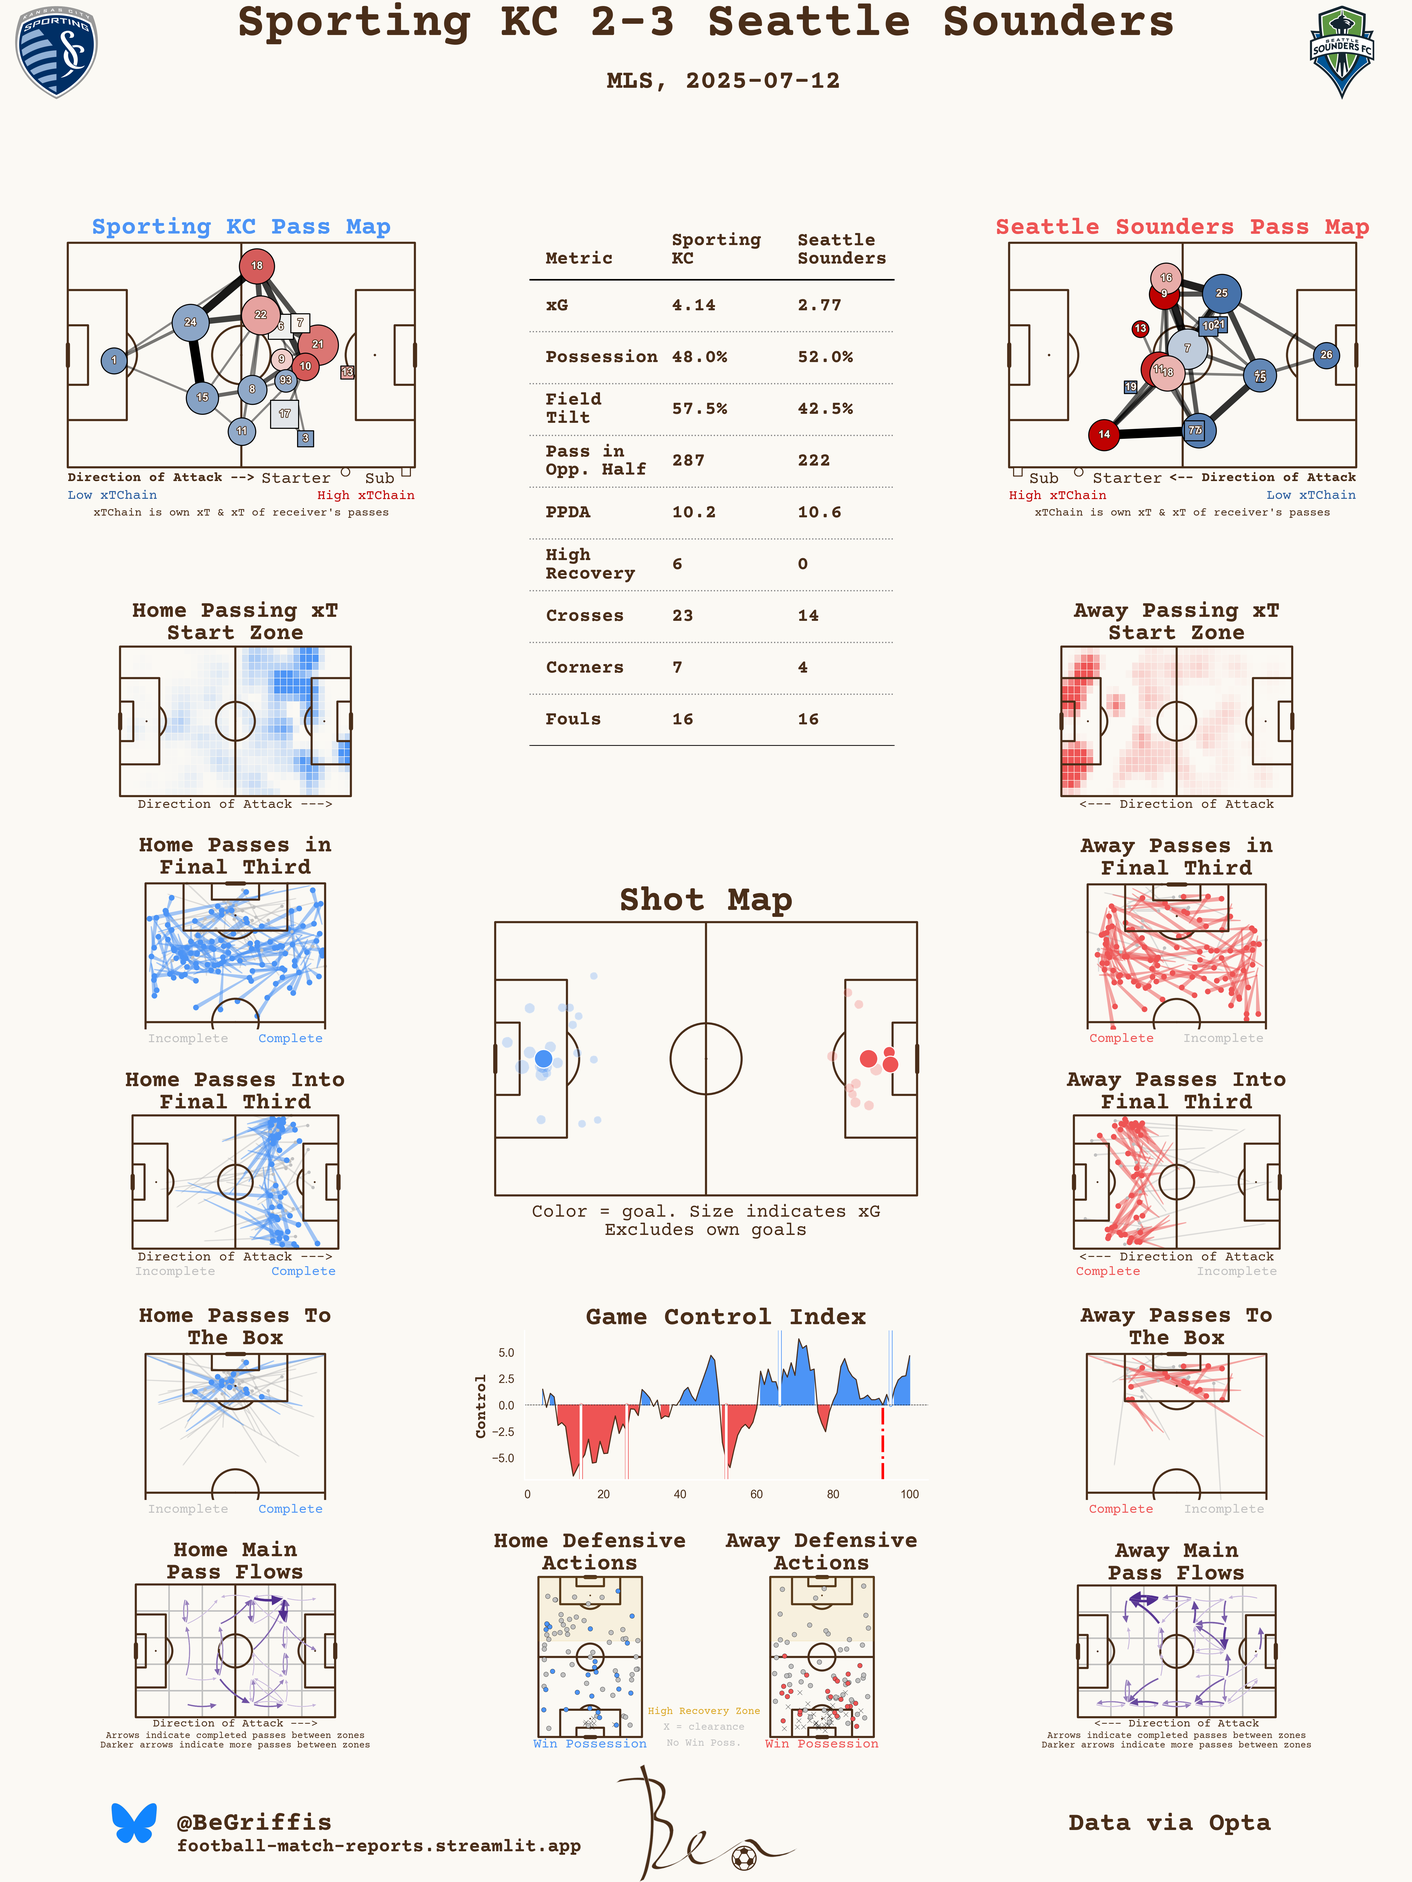 Sporting KC 2-3 Seattle Sounders
MLS, 2025-07-12
KANSAS CITY
SPORTING
SEATTLE
SOUNDERS FC
Sporting KC Pass Map
18
24
22
6
7
21
1
9
10
13
93
8
15
17
11
3
Direction of Attack --> Starter Sub
Low xTChain High xTChain
xTChain is own xT & xT of receiver's passes
Metric Sporting KC Seattle Sounders
xG 4.14 2.77
Possession 48.0% 52.0%
Field Tilt 57.5% 42.5%
Pass in Opp. Half 287 222
PPDA 10.2 10.6
High Recovery 6 0
Crosses 23 14
Corners 7 4
Fouls 16 16
Seattle Sounders Pass Map
16
9
25
13
10
21
7
26
11
18
75
19
14
77
Sub Starter <-- Direction of Attack
High xTChain Low xTChain
xTChain is own xT & xT of receiver's passes
Home Passing xT
Start Zone
Direction of Attack --->
Away Passing xT
Start Zone
<--- Direction of Attack
Home Passes in
Final Third
Incomplete Complete
Away Passes in
Final Third
Complete Incomplete
Shot Map
Color = goal. Size indicates xG
Excludes own goals
Home Passes Into
Final Third
Direction of Attack --->
Incomplete Complete
Away Passes Into
Final Third
<--- Direction of Attack
Complete Incomplete
Home Passes To
The Box
Incomplete Complete
Game Control Index
Control
5.0
2.5
0.0
−2.5
−5.0
0 20 40 60 80 100
Away Passes To
The Box
Complete Incomplete
Home Main
Pass Flows
Direction of Attack --->
Arrows indicate completed passes between zones
Darker arrows indicate more passes between zones
Home Defensive
Actions
Win Possession
High Recovery Zone
X = clearance
No Win Poss.
Away Defensive
Actions
Win Possession
Away Main
Pass Flows
<--- Direction of Attack
Arrows indicate completed passes between zones
Darker arrows indicate more passes between zones
@BeGriffis
football-match-reports.streamlit.app
Ben
Data via Opta